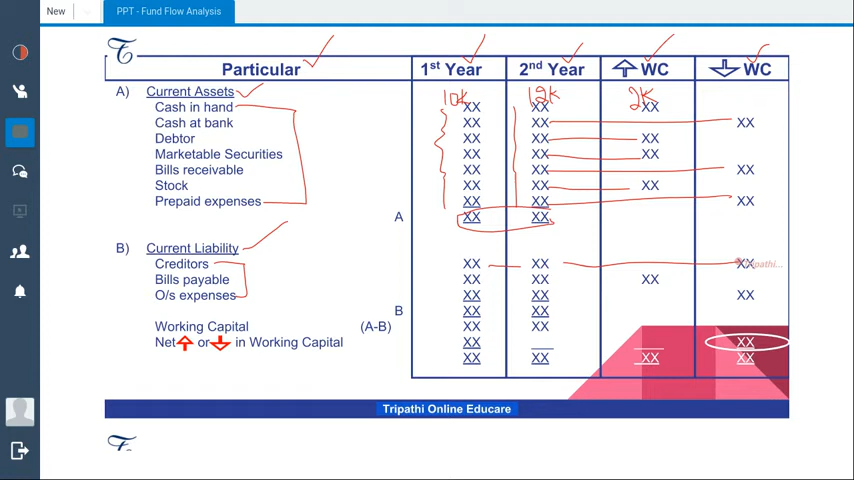 New
PPT - Fund Flow Analysis
Particular 1st Year 2nd Year WC WC
10k 12k 2k
A) Current Assets
Cash in hand XX XX XX
Cash at bank XX XX XX
Debtor XX XX XX
Marketable Securities XX XX XX
Bills receivable XX XX XX
Stock XX XX XX
Prepaid expenses XX XX XX
A XX XX
B) Current Liability
Creditors XX XX XX
Tripathi...
Bills payable XX XX XX
O/s expenses XX XX XX
B XX XX
Working Capital (A-B) XX XX
Net or in Working Capital XX XX
XX XX XX XX
Tripathi Online Educare